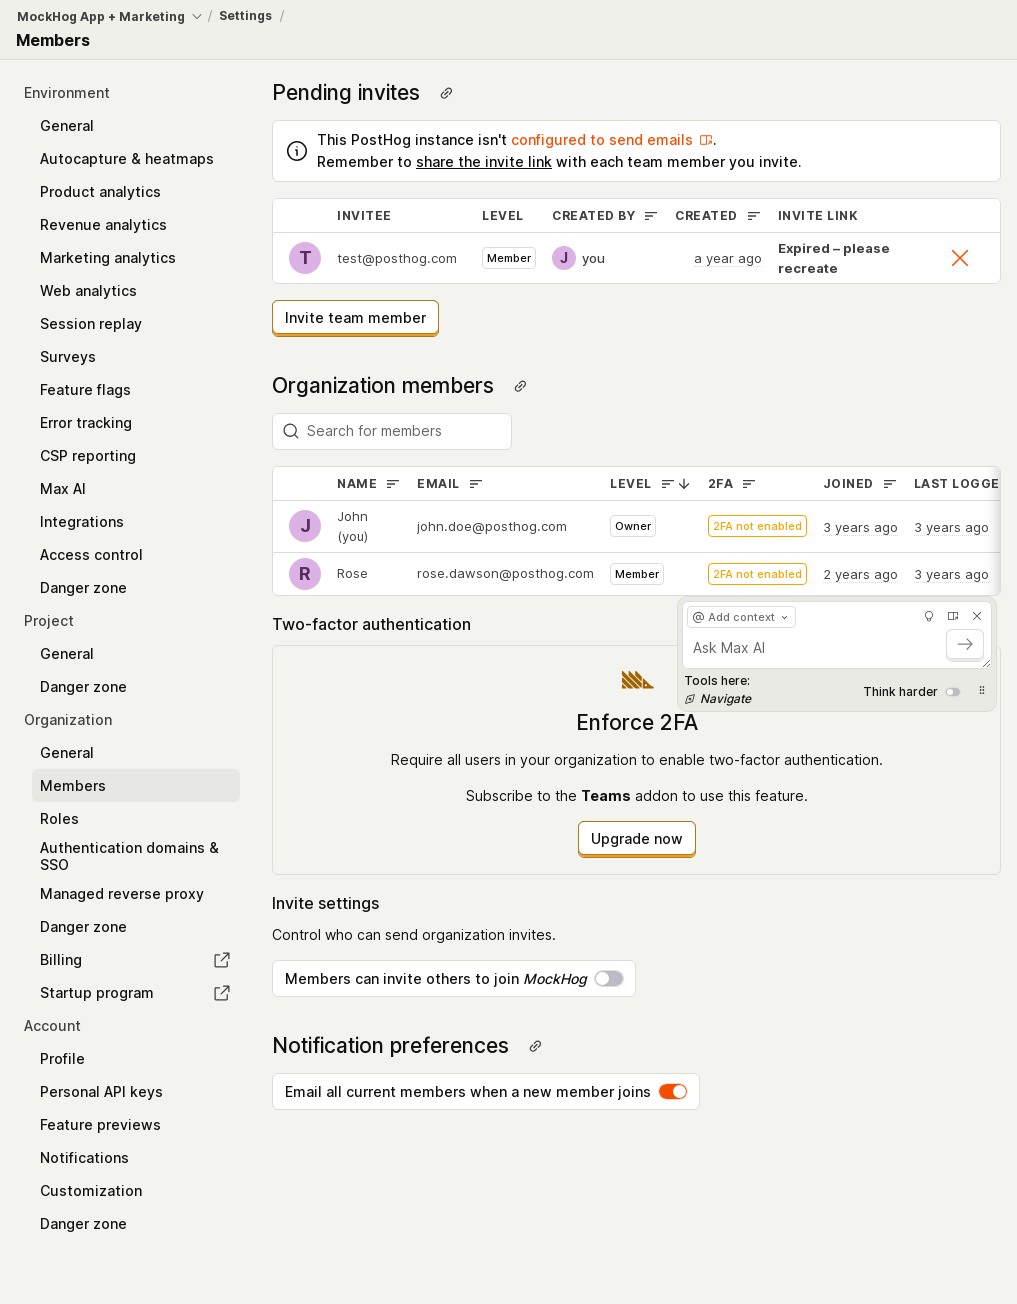 MockHog App + Marketing / Settings /
Members
Environment
General
Autocapture & heatmaps
Product analytics
Revenue analytics
Marketing analytics
Web analytics
Session replay
Surveys
Feature flags
Error tracking
CSP reporting
Max AI
Integrations
Access control
Danger zone
Project
General
Danger zone
Organization
General
Members
Roles
Authentication domains &
SSO
Managed reverse proxy
Danger zone
Billing
Startup program
Account
Profile
Personal API keys
Feature previews
Notifications
Customization
Danger zone
Pending invites
This PostHog instance isn't configured to send emails.
Remember to share the invite link with each team member you invite.
INVITEE LEVEL CREATED BY CREATED INVITE LINK
T test@posthog.com Member J you a year ago Expired – please
recreate
Invite team member
Organization members
Search for members
NAME EMAIL LEVEL 2FA JOINED LAST LOGGE
J John
(you) john.doe@posthog.com Owner 2FA not enabled 3 years ago 3 years ago
R Rose rose.dawson@posthog.com Member 2FA not enabled 2 years ago 3 years ago
Two-factor authentication
@ Add context
Ask Max AI
Tools here:
Navigate
Think harder
Enforce 2FA
Require all users in your organization to enable two-factor authentication.
Subscribe to the Teams addon to use this feature.
Upgrade now
Invite settings
Control who can send organization invites.
Members can invite others to join MockHog
Notification preferences
Email all current members when a new member joins